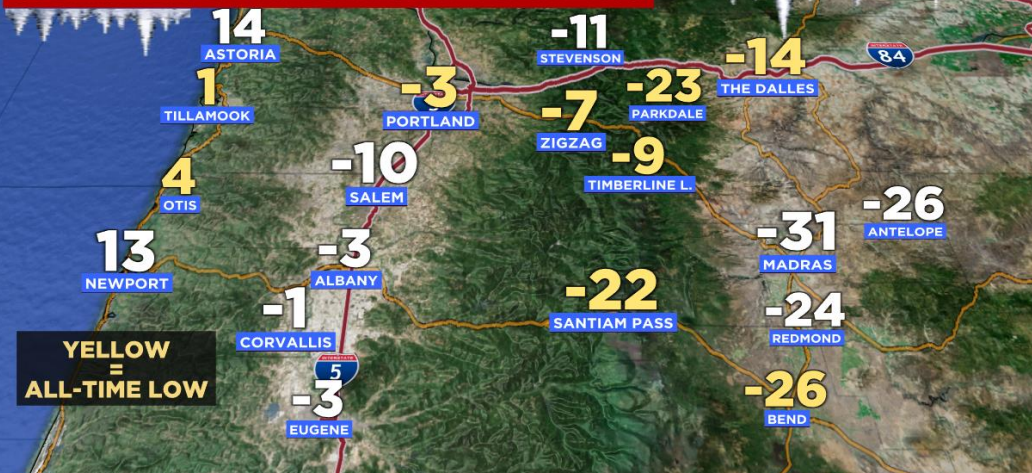 14
ASTORIA
-11
STEVENSON
-14
THE DALLES
INTERSTATE
84
1
TILLAMOOK
-3
PORTLAND
-7
ZIGZAG
-23
PARKDALE
-9
TIMBERLINE L.
-10
SALEM
4
OTIS
-26
ANTELOPE
13
NEWPORT
-3
ALBANY
-31
MADRAS
-1
CORVALLIS
-22
SANTIAM PASS
-24
REDMOND
YELLOW
=
ALL-TIME LOW
INTERSTATE
5
-3
EUGENE
-26
BEND